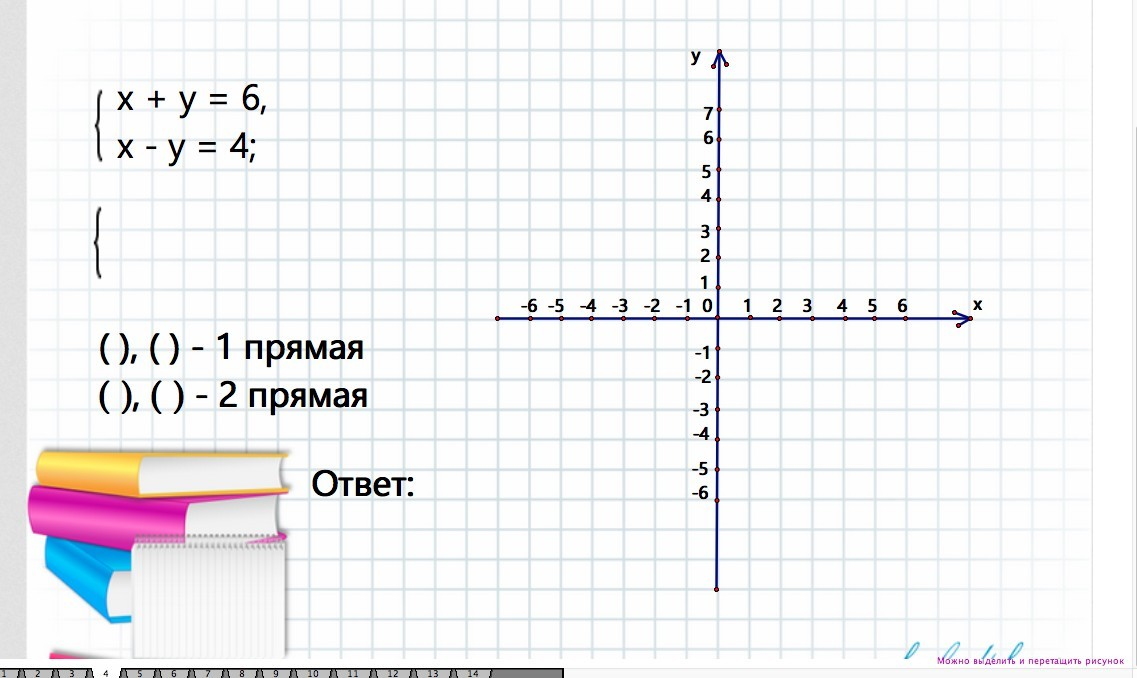 x + y = 6,
x - y = 4;
( ), ( ) - 1 прямая
( ), ( ) - 2 прямая
Ответ:
y
7
6
5
4
3
2
1
-6 -5 -4 -3 -2 -1 0 1 2 3 4 5 6 x
-1
-2
-3
-4
-5
-6
Можно выделить и перетащить рисунок
1 2 3 4 5 6 7 8 9 10 11 12 13 14